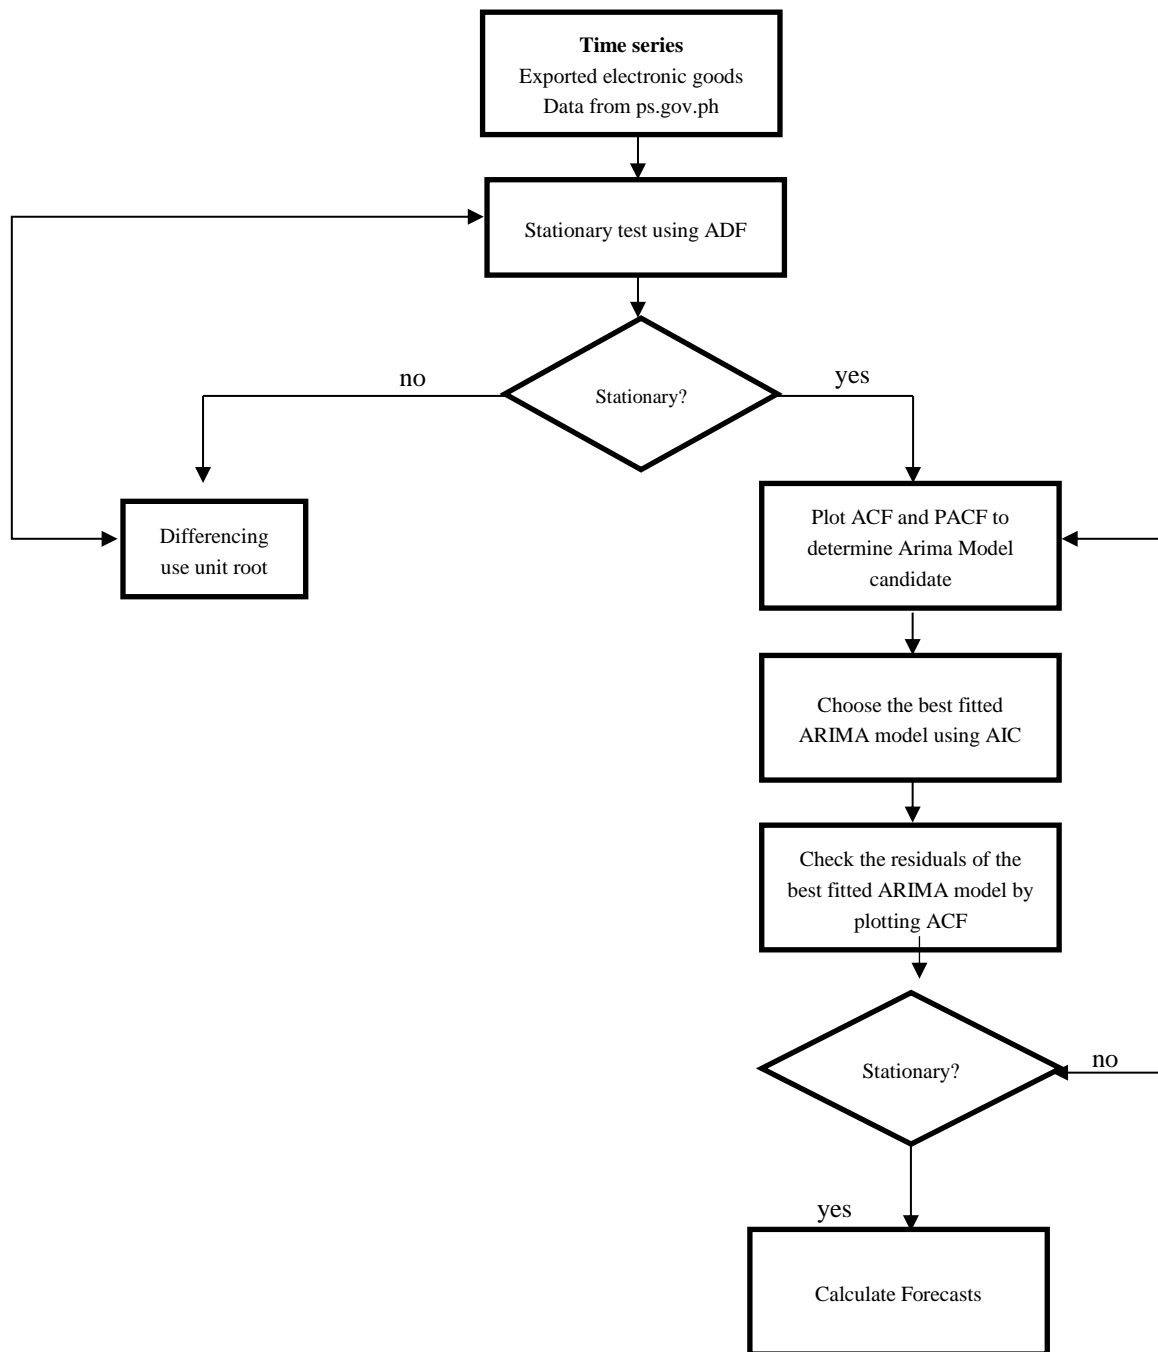 Time series
Exported electronic goods
Data from ps.gov.ph
Stationary test using ADF
no
yes
Stationary?
Differencing
use unit root
Plot ACF and PACF to
determine Arima Model
candidate
Choose the best fitted
ARIMA model using AIC
Check the residuals of the
best fitted ARIMA model by
plotting ACF
Stationary?
no
yes
Calculate Forecasts